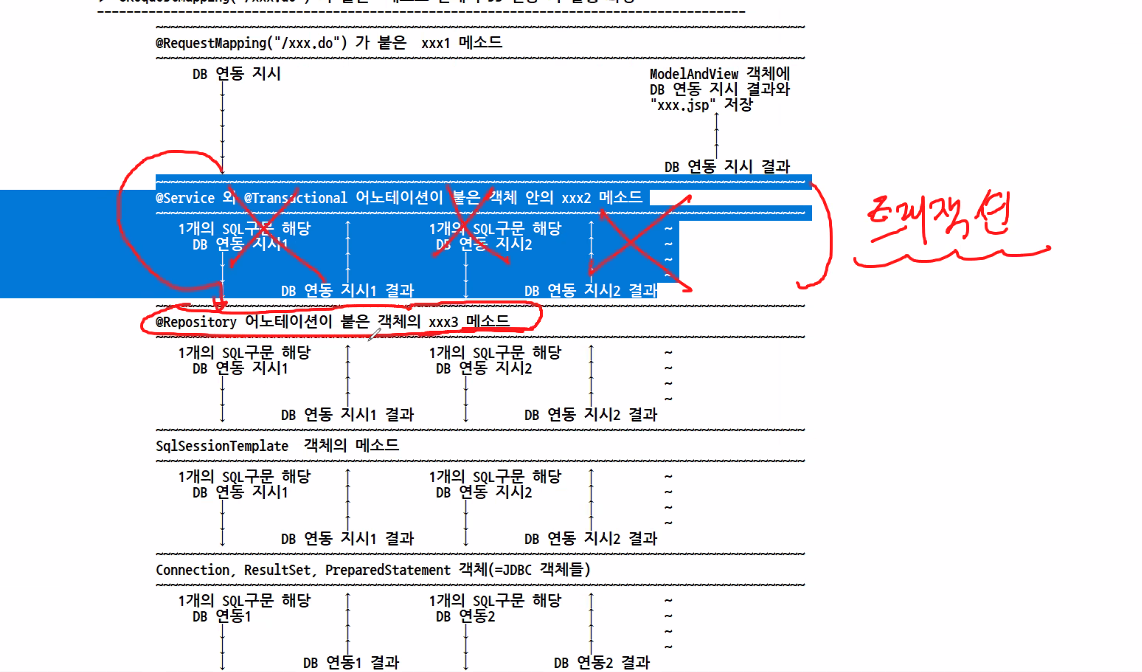 @RequestMapping("/xxx.do") 가 붙은 xxx1 메소드
DB 연동 지시
ModelAndView 객체에
DB 연동 지시 결과와
"xxx.jsp" 저장
DB 연동 지시 결과
@Service 와 @Transactional 어노테이션이 붙은 객체 안의 xxx2 메소드
트래잭션
1개의 SQL구문 해당 1개의 SQL구문 해당 ~
DB 연동 지시1 DB 연동 지시2 ~
~
~
DB 연동 지시1 결과 DB 연동 지시2 결과
@Repository 어노테이션이 붙은 객체의 xxx3 메소드
1개의 SQL구문 해당 1개의 SQL구문 해당 ~
DB 연동 지시1 DB 연동 지시2 ~
~
~
DB 연동 지시1 결과 DB 연동 지시2 결과
SqlSessionTemplate 객체의 메소드
1개의 SQL구문 해당 1개의 SQL구문 해당 ~
DB 연동 지시1 DB 연동 지시2 ~
~
~
DB 연동 지시1 결과 DB 연동 지시2 결과
Connection, ResultSet, PreparedStatement 객체(=JDBC 객체들)
1개의 SQL구문 해당 1개의 SQL구문 해당 ~
DB 연동1 DB 연동2 ~
~
~
DB 연동1 결과 DB 연동2 결과